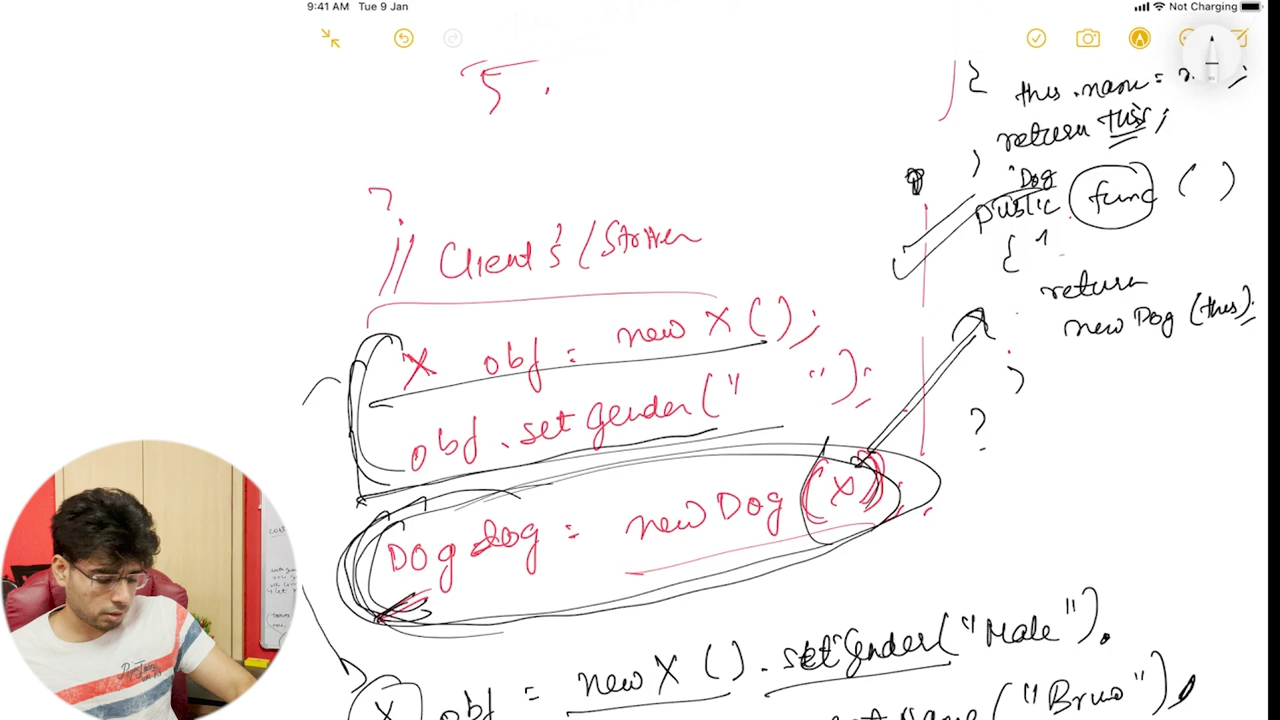 9:41 AM Tue 9 Jan
Not Charging
5.
{
this.name =
return this;
}
Dog
public func ( )
{
return
new Dog (this);
}
?
// Client's /
X obj = new X ( );
obj . set gender ( " " );
Dog dog = new Dog (X)
X obj = new X ( ) . set gender ( "Male" ).
("Bruno")